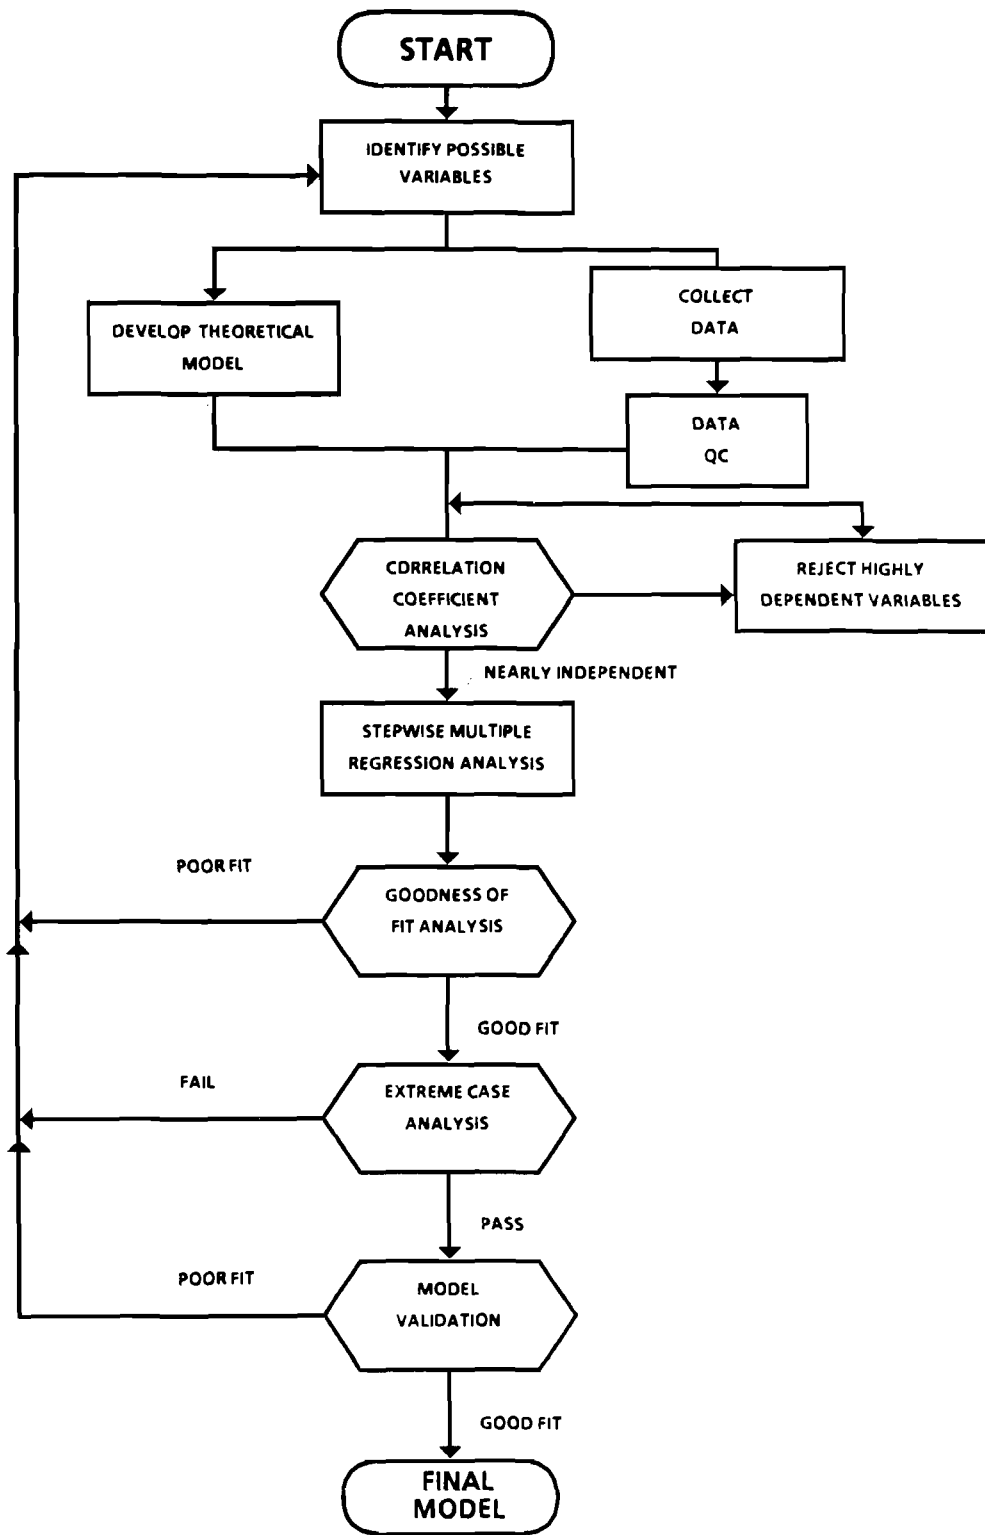 START
IDENTIFY POSSIBLE
VARIABLES
DEVELOP THEORETICAL
MODEL
COLLECT
DATA
DATA
QC
CORRELATION
COEFFICIENT
ANALYSIS
REJECT HIGHLY
DEPENDENT VARIABLES
NEARLY INDEPENDENT
STEPWISE MULTIPLE
REGRESSION ANALYSIS
POOR FIT
GOODNESS OF
FIT ANALYSIS
GOOD FIT
FAIL
EXTREME CASE
ANALYSIS
PASS
POOR FIT
MODEL
VALIDATION
GOOD FIT
FINAL
MODEL